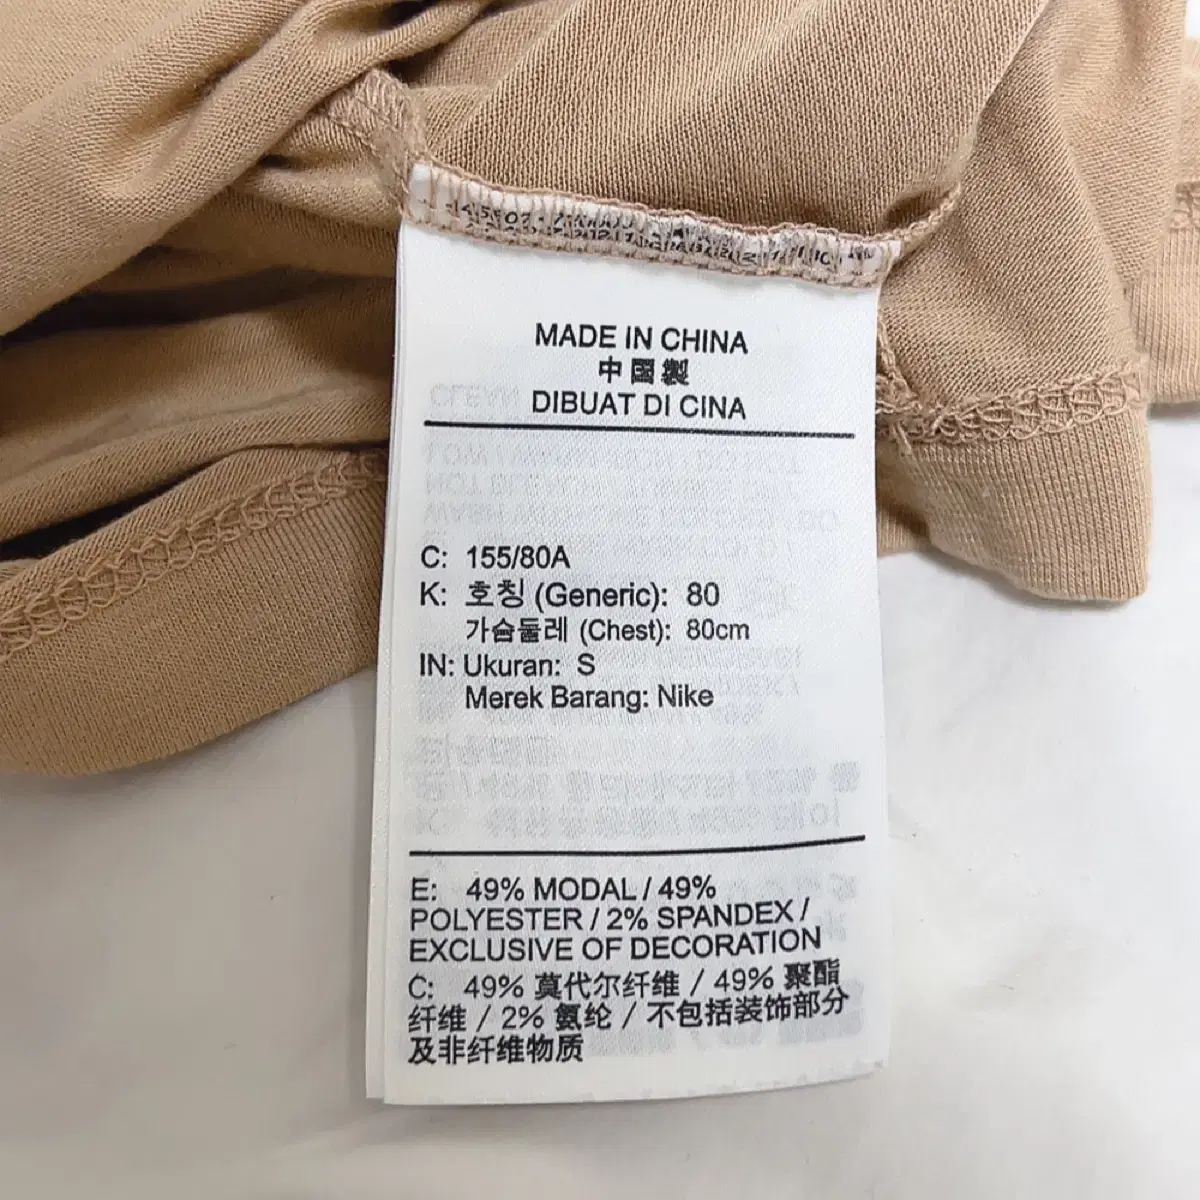 MADE IN CHINA
中国製
DIBUAT DI CINA
C: 155/80A
K: 호칭 (Generic): 80
가슴둘레 (Chest): 80cm
IN: Ukuran: S
Merek Barang: Nike
E: 49% MODAL / 49%
POLYESTER / 2% SPANDEX /
EXCLUSIVE OF DECORATION
C: 49% 莫代尔纤维 / 49% 聚酯
纤维 / 2% 氨纶 / 不包括装饰部分
及非纤维物质